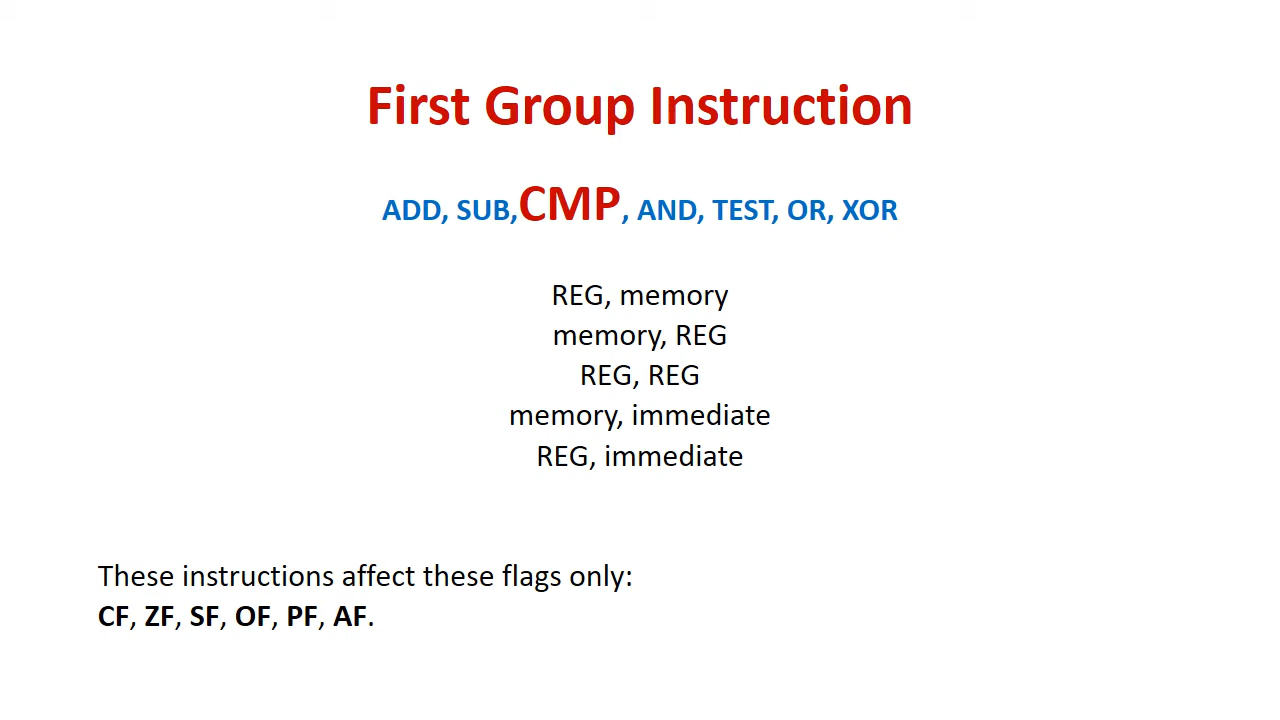 First Group Instruction
ADD, SUB,CMP, AND, TEST, OR, XOR
REG, memory
memory, REG
REG, REG
memory, immediate
REG, immediate
These instructions affect these flags only:
CF, ZF, SF, OF, PF, AF.